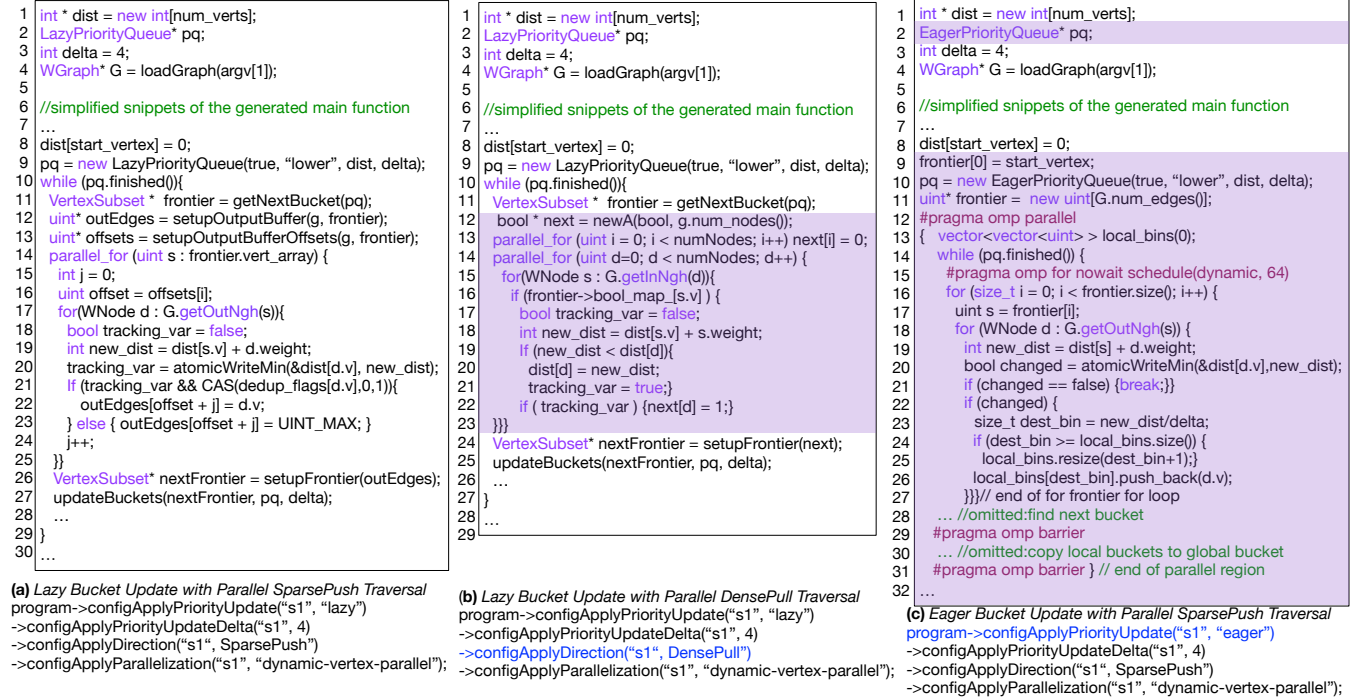 1 int * dist = new int[num_verts];
2 LazyPriorityQueue* pq;
3 int delta = 4;
4 WGraph* G = loadGraph(argv[1]);
5
6 //simplified snippets of the generated main function
7 …
8 dist[start_vertex] = 0;
9 pq = new LazyPriorityQueue(true, “lower”, dist, delta);
10 while (pq.finished()){
11 VertexSubset * frontier = getNextBucket(pq);
12 uint* outEdges = setupOutputBuffer(g, frontier);
13 uint* offsets = setupOutputBufferOffsets(g, frontier);
14 parallel_for (uint s : frontier.vert_array) {
15 int j = 0;
16 uint offset = offsets[i];
17 for(WNode d : G.getOutNgh(s)){
18 bool tracking_var = false;
19 int new_dist = dist[s.v] + d.weight;
20 tracking_var = atomicWriteMin(&dist[d.v], new_dist);
21 If (tracking_var && CAS(dedup_flags[d.v],0,1)){
22 outEdges[offset + j] = d.v;
23 } else { outEdges[offset + j] = UINT_MAX; }
24 j++;
25 }}
26 VertexSubset* nextFrontier = setupFrontier(outEdges);
27 updateBuckets(nextFrontier, pq, delta);
28 …
29 }
30 …
(a) Lazy Bucket Update with Parallel SparsePush Traversal
program->configApplyPriorityUpdate(“s1”, “lazy”)
->configApplyPriorityUpdateDelta(“s1”, 4)
->configApplyDirection(“s1“, SparsePush”)
->configApplyParallelization(“s1”, “dynamic-vertex-parallel”);
1 int * dist = new int[num_verts];
2 LazyPriorityQueue* pq;
3 int delta = 4;
4 WGraph* G = loadGraph(argv[1]);
5
6 //simplified snippets of the generated main function
7 …
8 dist[start_vertex] = 0;
9 pq = new LazyPriorityQueue(true, “lower”, dist, delta);
10 while (pq.finished()){
11 VertexSubset * frontier = getNextBucket(pq);
12 bool * next = newA(bool, g.num_nodes());
13 parallel_for (uint i = 0; i < numNodes; i++) next[i] = 0;
14 parallel_for (uint d=0; d < numNodes; d++) {
15 for(WNode s : G.getInNgh(d)){
16 if (frontier->bool_map_[s.v] ) {
17 bool tracking_var = false;
18 int new_dist = dist[s.v] + s.weight;
19 If (new_dist < dist[d]){
20 dist[d] = new_dist;
21 tracking_var = true;}
22 if ( tracking_var ) {next[d] = 1;}
23 }}}
24 VertexSubset* nextFrontier = setupFrontier(next);
25 updateBuckets(nextFrontier, pq, delta);
26 …
27 }
28 …
29
(b) Lazy Bucket Update with Parallel DensePull Traversal
program->configApplyPriorityUpdate(“s1”, “lazy”)
->configApplyPriorityUpdateDelta(“s1”, 4)
->configApplyDirection(“s1“, DensePull”)
->configApplyParallelization(“s1”, “dynamic-vertex-parallel”);
1 int * dist = new int[num_verts];
2 EagerPriorityQueue* pq;
3 int delta = 4;
4 WGraph* G = loadGraph(argv[1]);
5
6 //simplified snippets of the generated main function
7 …
8 dist[start_vertex] = 0;
9 frontier[0] = start_vertex;
10 pq = new EagerPriorityQueue(true, “lower”, dist, delta);
11 uint* frontier = new uint[G.num_edges()];
12 #pragma omp parallel
13 { vector<vector<uint> > local_bins(0);
14 while (pq.finished()) {
15 #pragma omp for nowait schedule(dynamic, 64)
16 for (size_t i = 0; i < frontier.size(); i++) {
17 uint s = frontier[i];
18 for (WNode d : G.getOutNgh(s)) {
19 int new_dist = dist[s] + d.weight;
20 bool changed = atomicWriteMin(&dist[d.v],new_dist);
21 if (changed == false) {break;}}
22 if (changed) {
23 size_t dest_bin = new_dist/delta;
24 if (dest_bin >= local_bins.size()) {
25 local_bins.resize(dest_bin+1);}
26 local_bins[dest_bin].push_back(d.v);
27 }}}// end of for frontier for loop
28 … //omitted:find next bucket
29 #pragma omp barrier
30 … //omitted:copy local buckets to global bucket
31 #pragma omp barrier } // end of parallel region
32 …
(c) Eager Bucket Update with Parallel SparsePush Traversal
program->configApplyPriorityUpdate(“s1”, “eager”)
->configApplyPriorityUpdateDelta(“s1”, 4)
->configApplyDirection(“s1“, SparsePush”)
->configApplyParallelization(“s1”, “dynamic-vertex-parallel”);